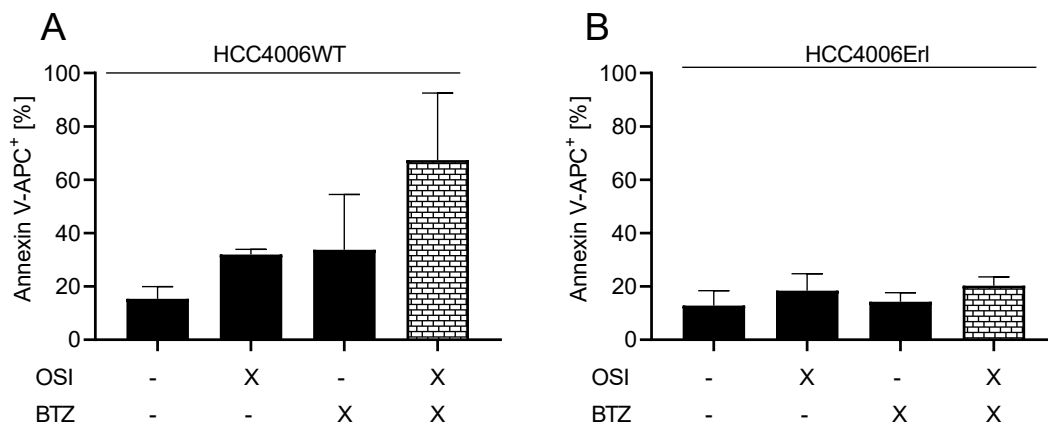 A
HCC4006WT
Annexin V-APC⁺ [%]
100
80
60
40
20
0
OSI - X - X
BTZ - - X X
B
HCC4006Erl
Annexin V-APC⁺ [%]
100
80
60
40
20
0
OSI - X - X
BTZ - - X X